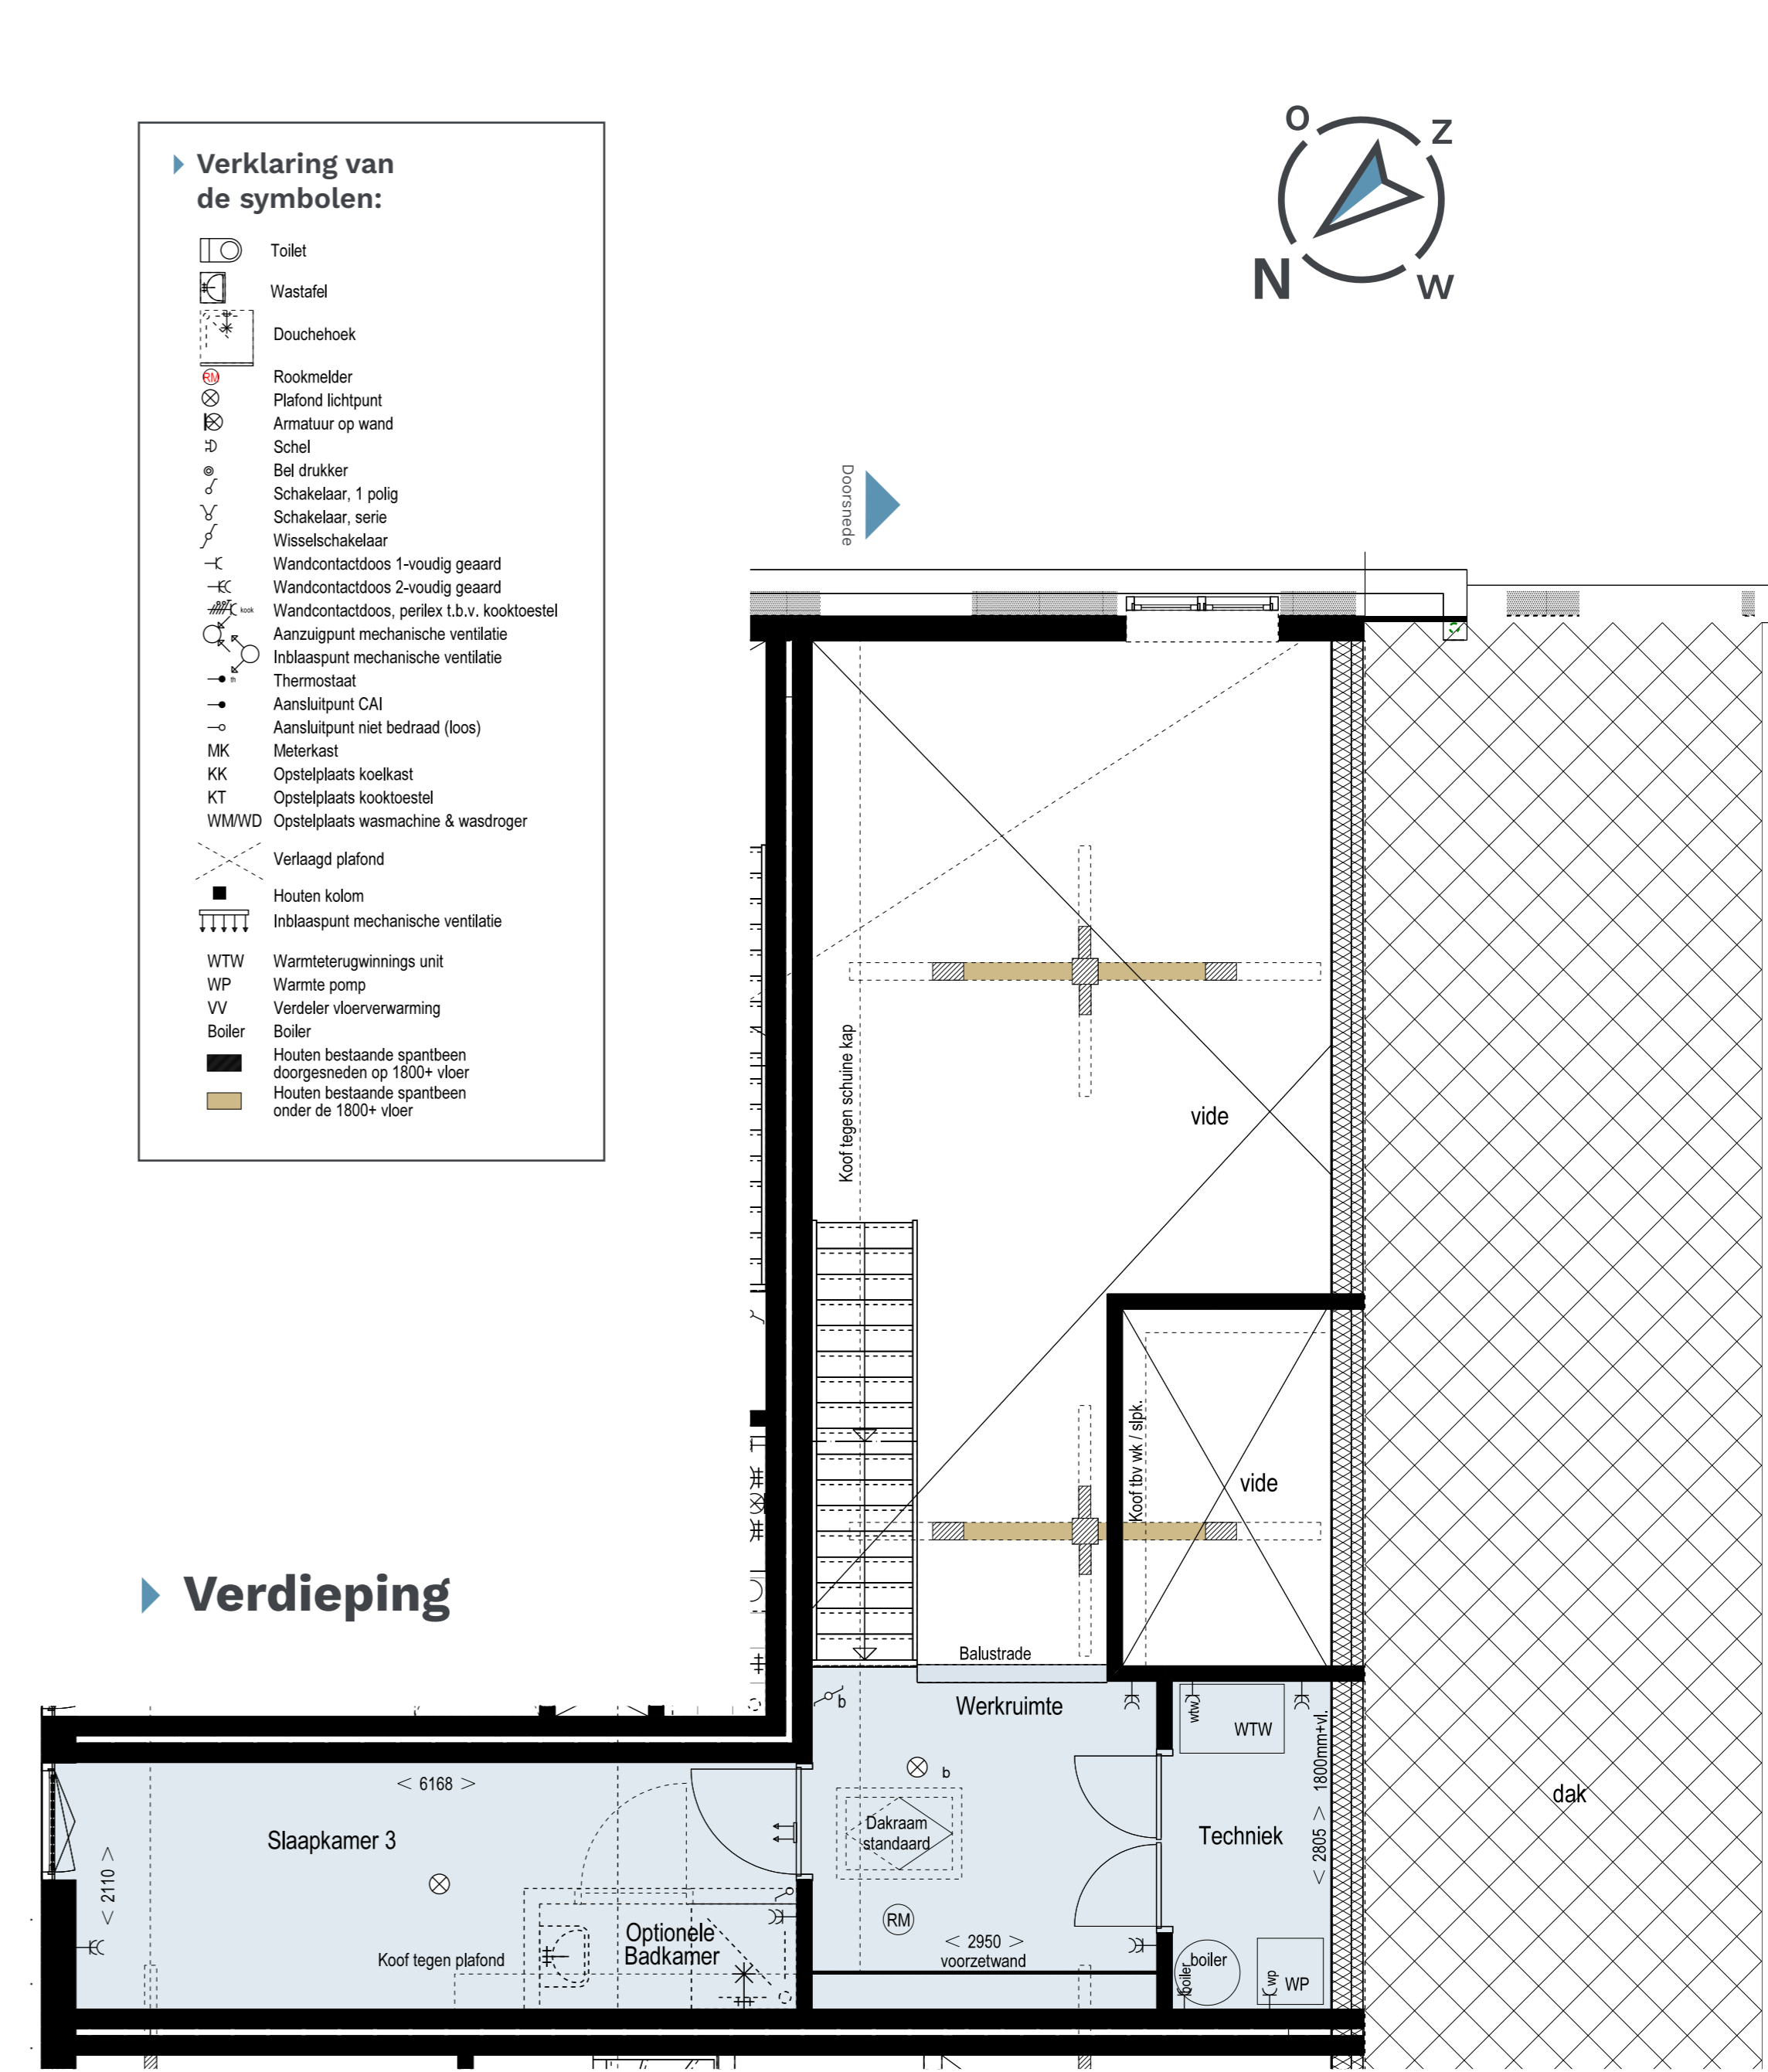 Verklaring van
de symbolen:
Toilet
Wastafel
Douchehoek
RM Rookmelder
Plafond lichtpunt
Armatuur op wand
Schel
Bel drukker
Schakelaar, 1 polig
Schakelaar, serie
Wisselschakelaar
Wandcontactdoos 1-voudig geaard
Wandcontactdoos 2-voudig geaard
kook Wandcontactdoos, perilex t.b.v. kooktoestel
Aanzuigpunt mechanische ventilatie
Inblaaspunt mechanische ventilatie
th Thermostaat
Aansluitpunt CAI
Aansluitpunt niet bedraad (loos)
MK Meterkast
KK Opstelplaats koelkast
KT Opstelplaats kooktoestel
WM/WD Opstelplaats wasmachine & wasdroger
Verlaagd plafond
Houten kolom
Inblaaspunt mechanische ventilatie
WTW Warmteterugwinnings unit
WP Warmte pomp
VV Verdeler vloerverwarming
Boiler Boiler
Houten bestaande spantbeen
doorgesneden op 1800+ vloer
Houten bestaande spantbeen
onder de 1800+ vloer
O
Z
N
W
Doorsnede
Koof tegen schuine kap
vide
Koof tbv wk / slpk.
vide
Verdieping
Balustrade
b
Werkruimte
wtw
WTW
1800mm+vl.
< 6168 >
b
dak
Slaapkamer 3
Dakraam
standaard
Techniek
< 2805 >
< 2110 >
RM
Optionele
Badkamer
Koof tegen plafond
< 2950 >
voorzetwand
boiler
boiler
wp
WP